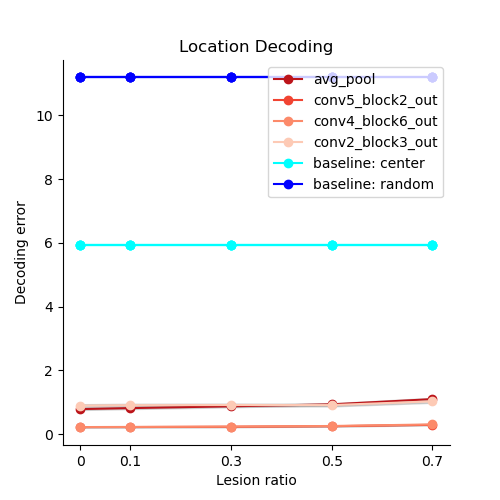 Location Decoding
avg_pool
conv5_block2_out
conv4_block6_out
conv2_block3_out
baseline: center
baseline: random
Decoding error
10
8
6
4
2
0
0 0.1 0.3 0.5 0.7
Lesion ratio